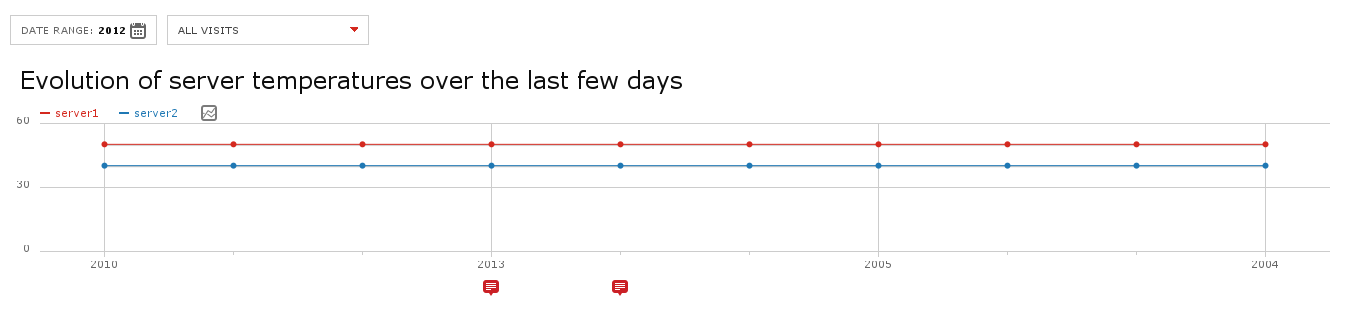 DATE RANGE: 2012 ALL VISITS
Evolution of server temperatures over the last few days
server1 server2
60
30
0
2010 2013 2005 2004